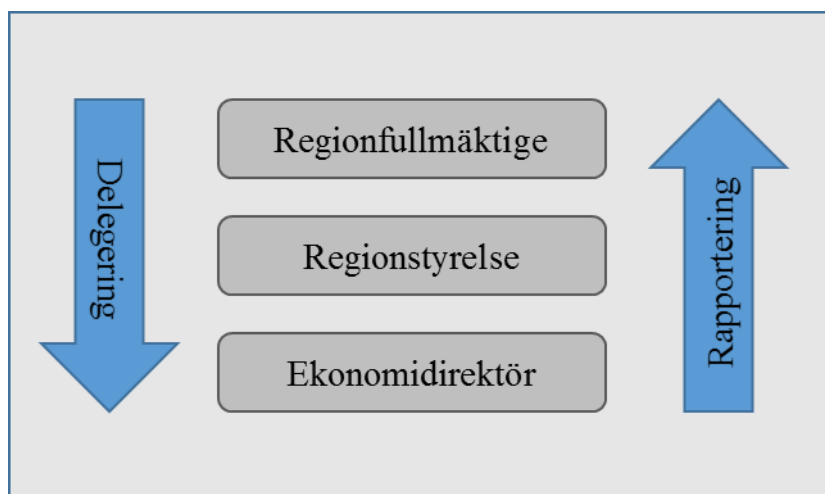 Delegering
Regionfullmäktige
Regionstyrelse
Ekonomidirektör
Rapportering